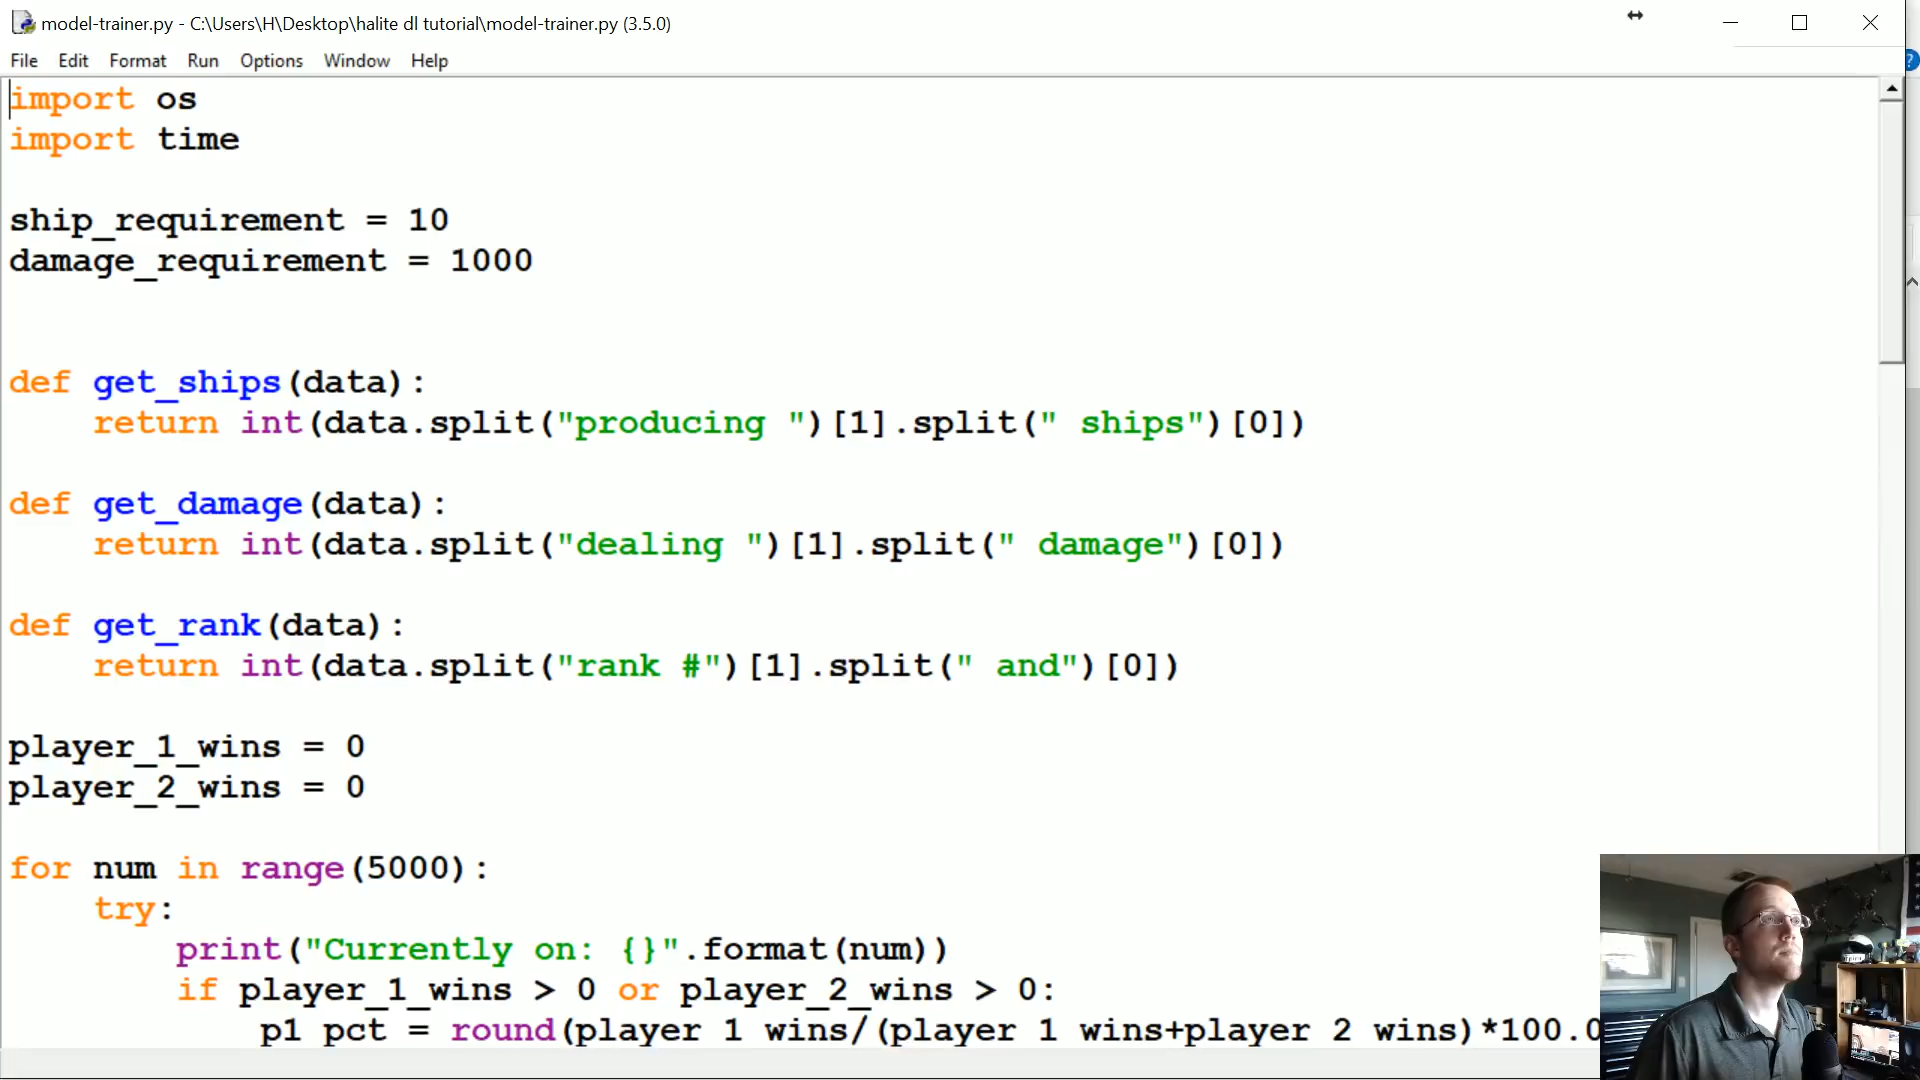 model-trainer.py - C:\Users\H\Desktop\halite dl tutorial\model-trainer.py (3.5.0)
File Edit Format Run Options Window Help
import os
import time
ship_requirement = 10
damage_requirement = 1000
def get_ships(data):
    return int(data.split("producing ")[1].split(" ships")[0])
def get_damage(data):
    return int(data.split("dealing ")[1].split(" damage")[0])
def get_rank(data):
    return int(data.split("rank #")[1].split(" and")[0])
player_1_wins = 0
player_2_wins = 0
for num in range(5000):
    try:
        print("Currently on: {}".format(num))
        if player_1_wins > 0 or player_2_wins > 0:
            p1_pct = round(player_1_wins/(player_1_wins+player_2_wins)*100.0
?